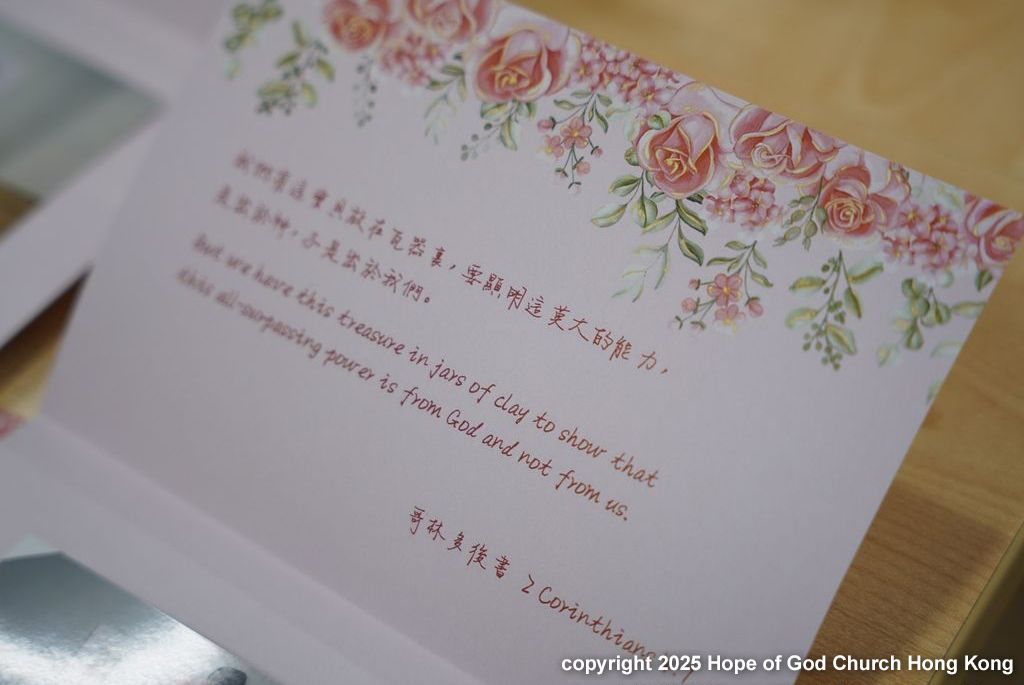 我們有這寶貝放在瓦器裏，要顯明這莫大的能力，
是出於神，不是出於我們。
But we have this treasure in jars of clay to show that
this all-surpassing power is from God and not from us.
哥林多後書 2 Corinthians
copyright 2025 Hope of God Church Hong Kong